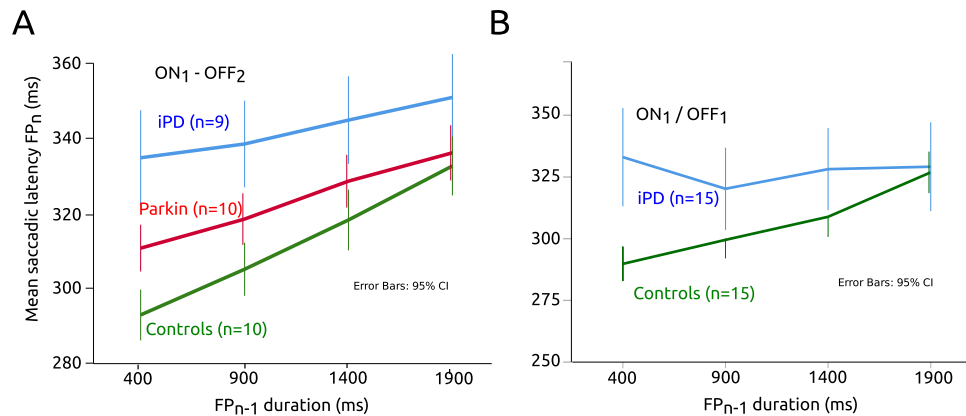 A
Mean saccadic latency FPn (ms)
360
340
320
300
280
ON1 - OFF2
iPD (n=9)
Parkin (n=10)
Controls (n=10)
Error Bars: 95% CI
400 900 1400 1900
FPn-1 duration (ms)
B
350
325
300
275
250
ON1 / OFF1
iPD (n=15)
Controls (n=15)
Error Bars: 95% CI
400 900 1400 1900
FPn-1 duration (ms)